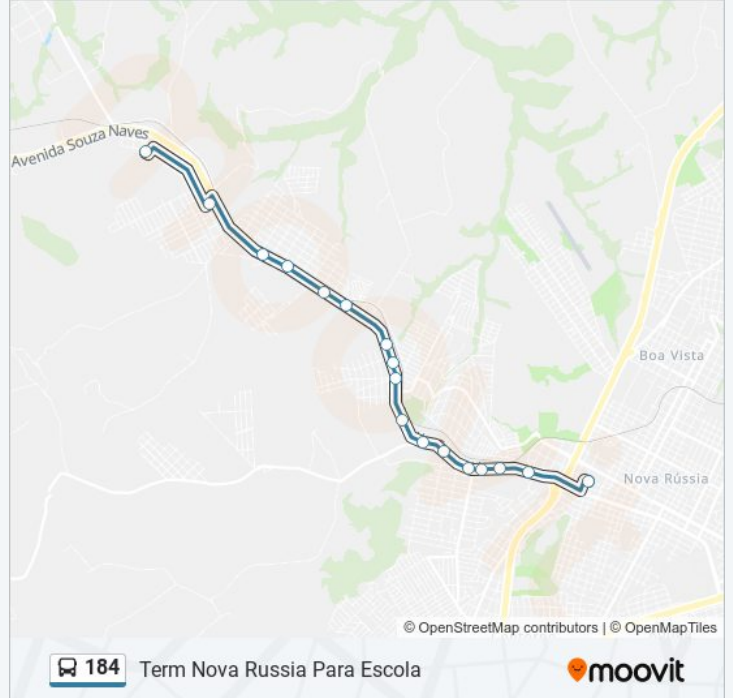 Avenida Souza Naves
Boa Vista
Nova Rússia
© OpenStreetMap contributors | © OpenMapTiles
184 Term Nova Russia Para Escola
moovit